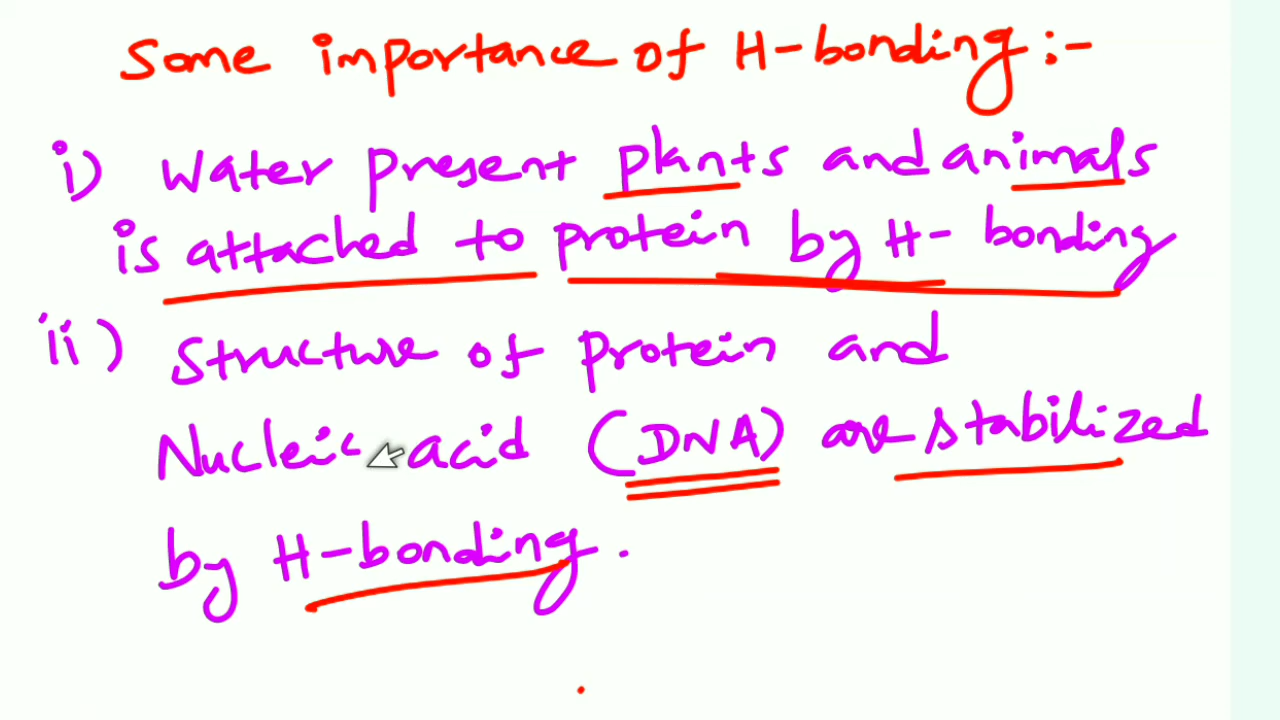 Some importance of H-bonding:-
i) Water present plants and animals
is attached to protein by H- bonding
ii) Structure of protein and
Nucleic acid (DNA) are stabilized
by H-bonding.